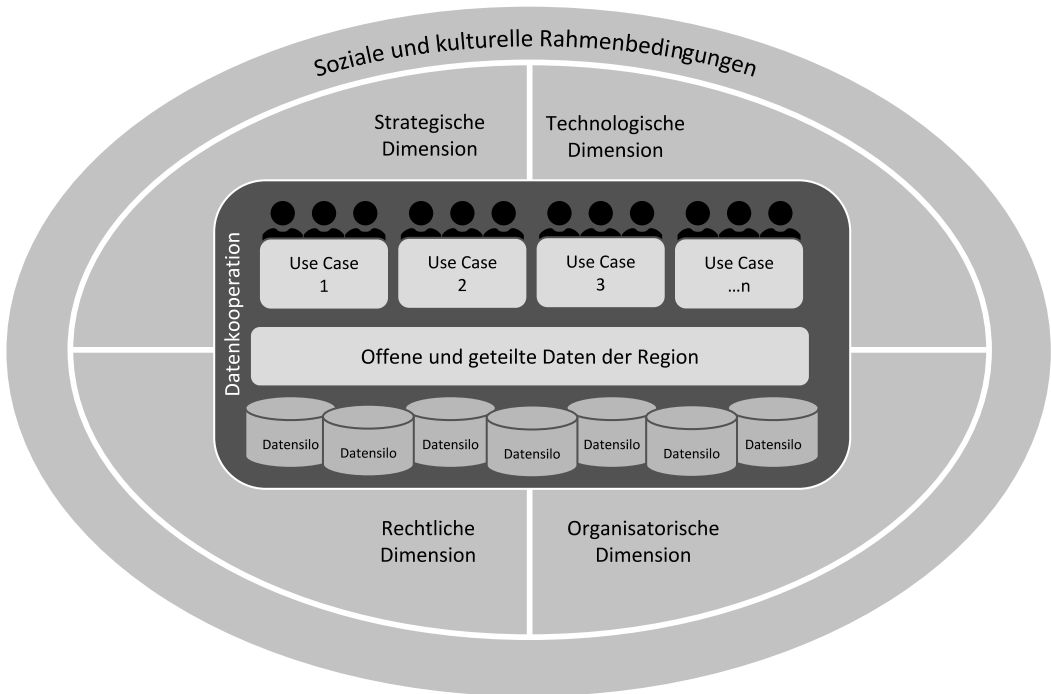 Soziale und kulturelle Rahmenbedingungen
Strategische
Dimension
Technologische
Dimension
Datenkooperation
Use Case
1
Use Case
2
Use Case
3
Use Case
...n
Offene und geteilte Daten der Region
Datensilo
Datensilo
Datensilo
Datensilo
Datensilo
Datensilo
Datensilo
Rechtliche
Dimension
Organisatorische
Dimension